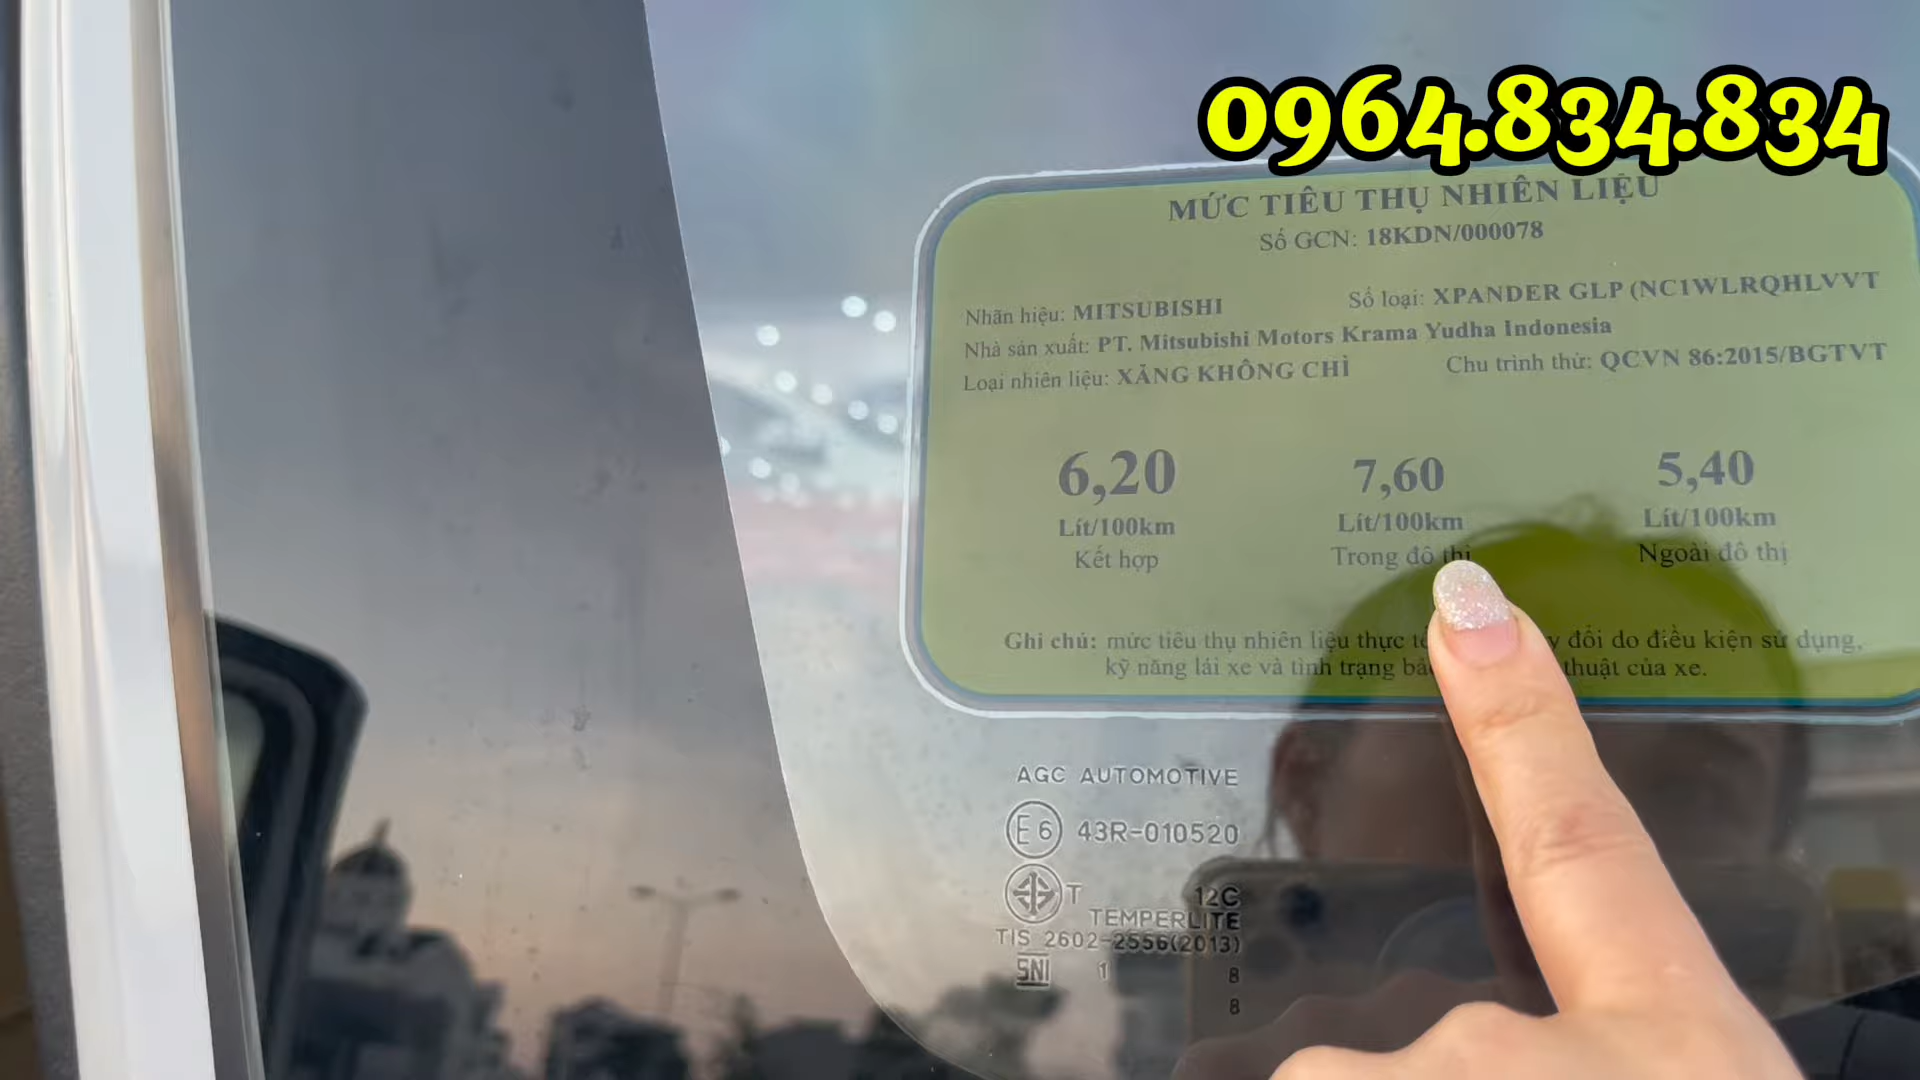 0964.834.834
MỨC TIÊU THỤ NHIÊN LIỆU
Số GCN: 18KDN/000078
Nhãn hiệu: MITSUBISHI Số loại: XPANDER GLP (NC1WLRQHLVVT
Nhà sản xuất: PT. Mitsubishi Motors Krama Yudha Indonesia
Loại nhiên liệu: XĂNG KHÔNG CHÌ Chu trình thử: QCVN 86:2015/BGTVT
6,20 7,60 5,40
Lít/100km Lít/100km Lít/100km
Kết hợp Trong đô thị Ngoài đô thị
Ghi chú: mức tiêu thụ nhiên liệu thực đổi do điều kiện sử dụng,
kỹ năng lái xe và tình trạng thuật của xe.
AGC AUTOMOTIVE
E6 43R-010520
T 12C
TEMPERLITE
TIS 2602-2556(2013)
SNI 1 8
8